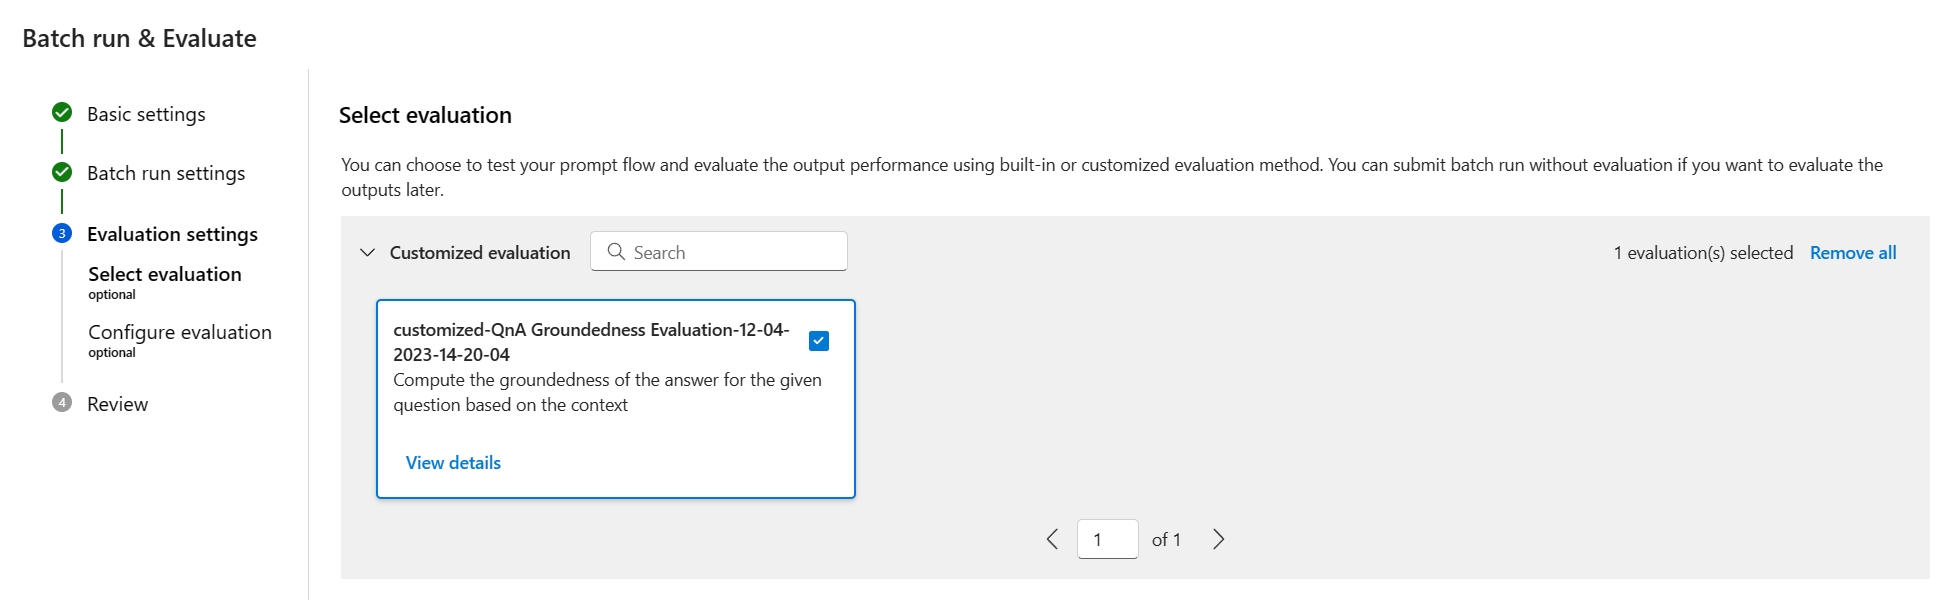 Batch run & Evaluate
Basic settings
Batch run settings
3 Evaluation settings
Select evaluation
optional
Configure evaluation
optional
4 Review
Select evaluation
You can choose to test your prompt flow and evaluate the output performance using built-in or customized evaluation method. You can submit batch run without evaluation if you want to evaluate the
outputs later.
Customized evaluation Search 1 evaluation(s) selected Remove all
customized-QnA Groundedness Evaluation-12-04-
2023-14-20-04
Compute the groundedness of the answer for the given
question based on the context
View details
1 of 1